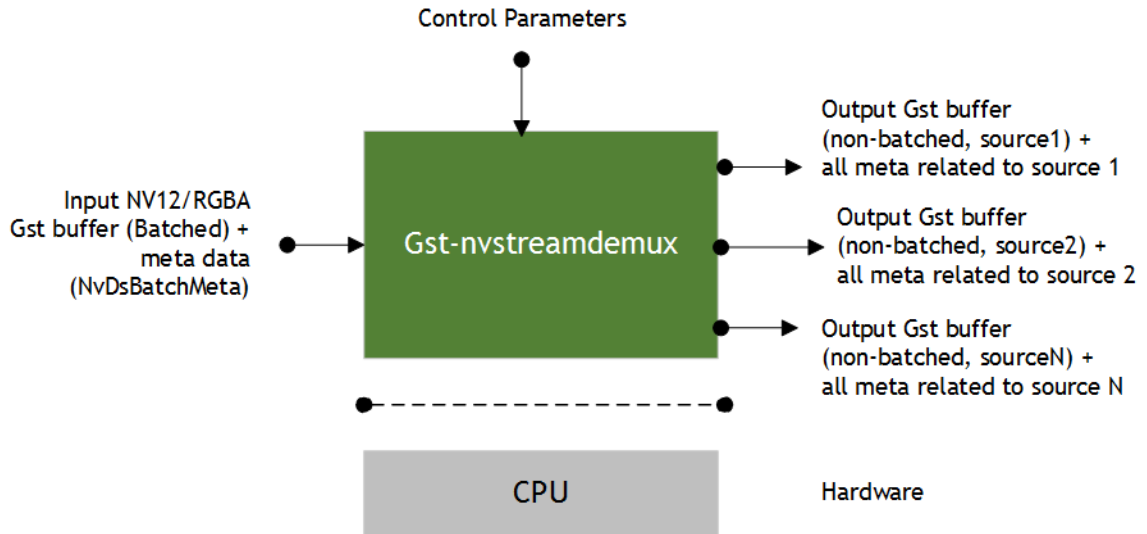 Control Parameters
Input NV12/RGBA
Gst buffer (Batched) +
meta data
(NvDsBatchMeta)
Gst-nvstreamdemux
Output Gst buffer
(non-batched, source1) +
all meta related to source 1
Output Gst buffer
(non-batched, source2) +
all meta related to source 2
Output Gst buffer
(non-batched, sourceN) +
all meta related to source N
CPU
Hardware